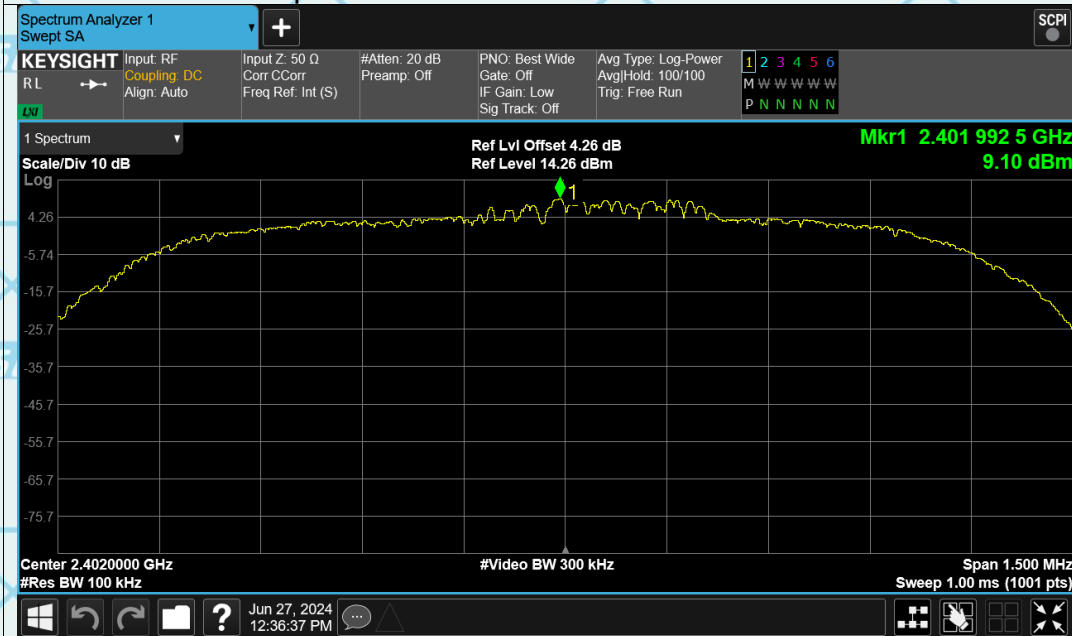 Spectrum Analyzer 1
Swept SA
+
SCPI
KEYSIGHT
RL
LXI
Input: RF
Coupling: DC
Align: Auto
Input Z: 50 Ω
Corr CCorr
Freq Ref: Int (S)
#Atten: 20 dB
Preamp: Off
PNO: Best Wide
Gate: Off
IF Gain: Low
Sig Track: Off
Avg Type: Log-Power
Avg|Hold: 100/100
Trig: Free Run
1 2 3 4 5 6
M W W W W W
P N N N N N
1 Spectrum
Scale/Div 10 dB
Log
Ref Lvl Offset 4.26 dB
Ref Level 14.26 dBm
Mkr1 2.401 992 5 GHz
9.10 dBm
1
4.26
-5.74
-15.7
-25.7
-35.7
-45.7
-55.7
-65.7
-75.7
Center 2.4020000 GHz
#Res BW 100 kHz
#Video BW 300 kHz
Span 1.500 MHz
Sweep 1.00 ms (1001 pts)
?
Jun 27, 2024
12:36:37 PM